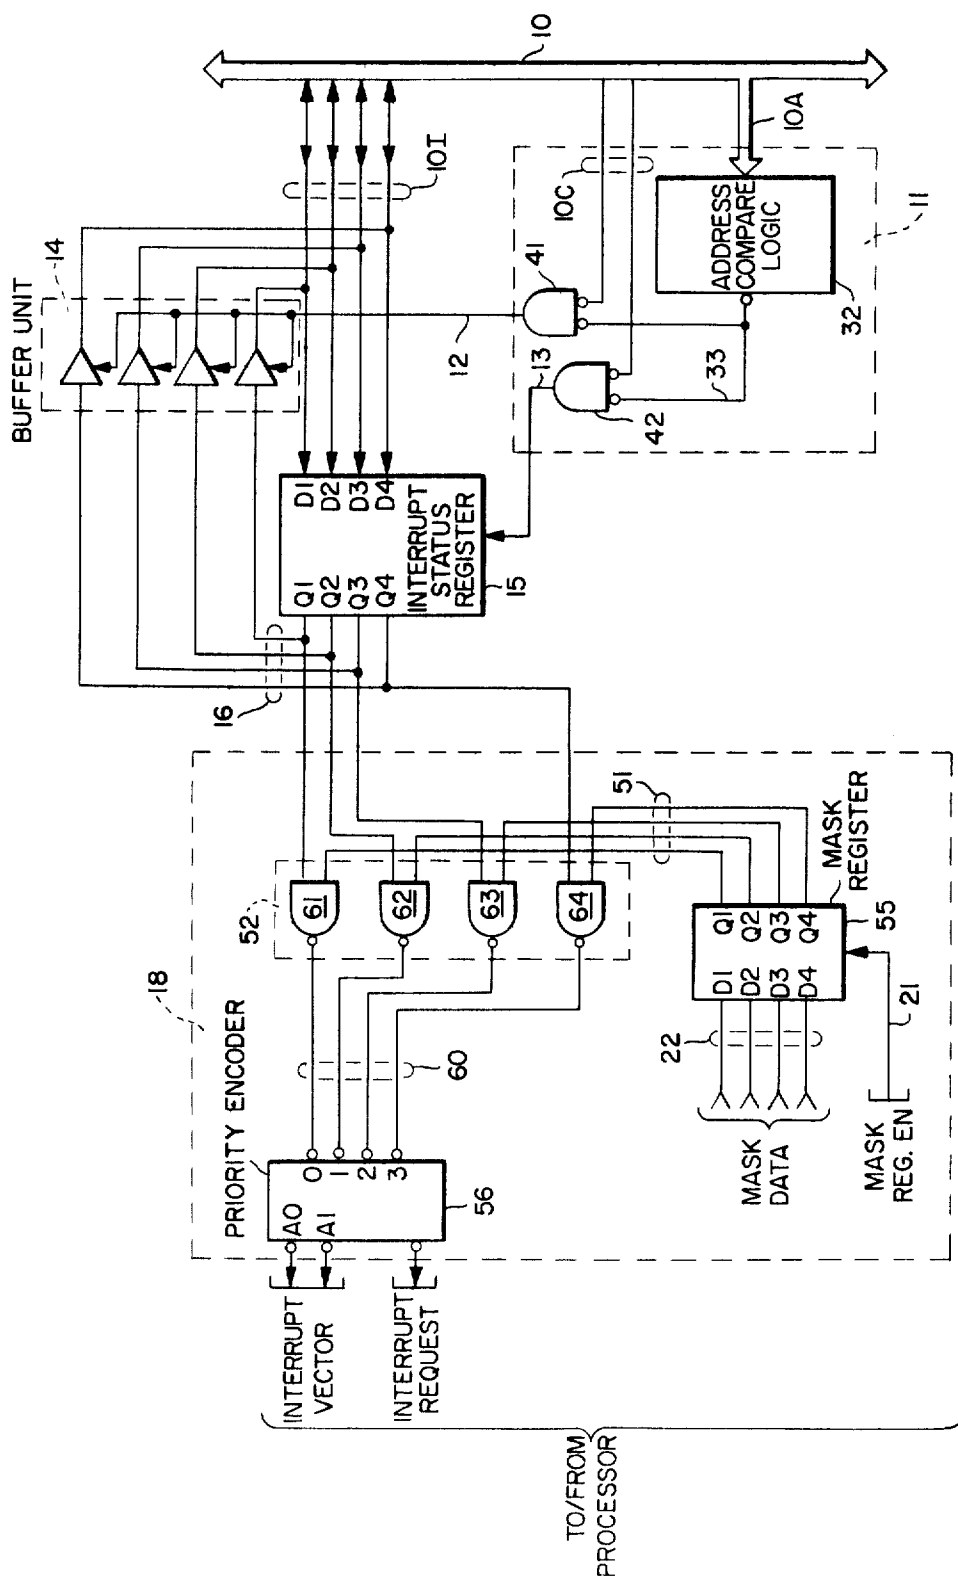 10
10A
10I
10C
11
ADDRESS
COMPARE
LOGIC
32
33
41
42
12
13
BUFFER UNIT
14
D1
D2
D3
D4
Q1
Q2
Q3
Q4
INTERRUPT
STATUS
REGISTER
15
16
18
PRIORITY ENCODER
52
61
62
63
64
51
MASK
REGISTER
55
Q1
Q2
Q3
Q4
D1
D2
D3
D4
22
21
MASK
DATA
MASK
REG. EN
60
0
1
2
3
A0
A1
56
INTERRUPT
VECTOR
INTERRUPT
REQUEST
TO/FROM
PROCESSOR